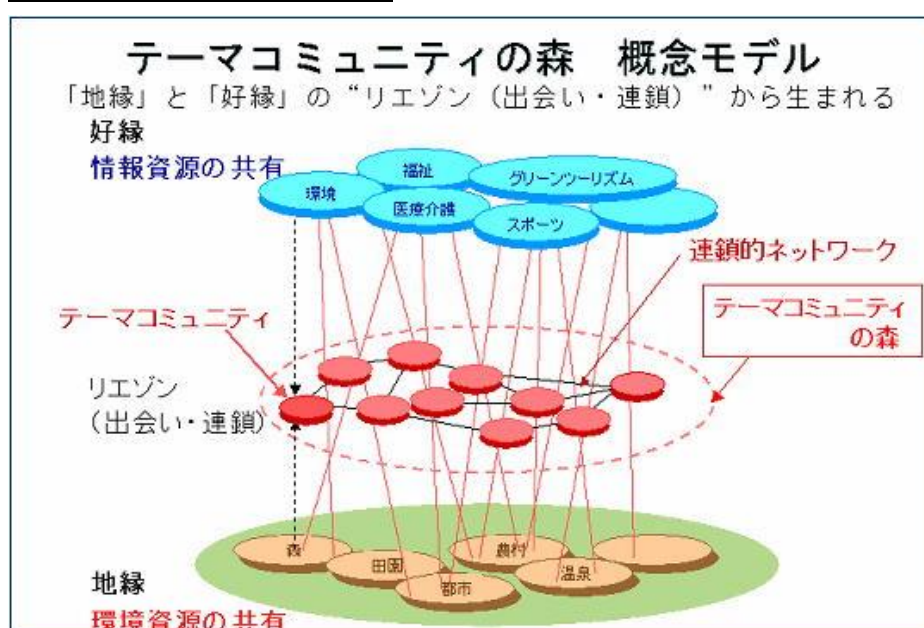 テーマコミュニティの森 概念モデル
「地縁」と「好縁」の“リエゾン(出会い・連鎖)”から生まれる
好縁
情報資源の共有
福祉
グリーンツーリズム
環境
医療介護
スポーツ
連鎖的ネットワーク
テーマコミュニティ
テーマコミュニティ
の森
リエゾン
(出会い・連鎖)
森
農村
田園
温泉
都市
地縁
環境資源の共有